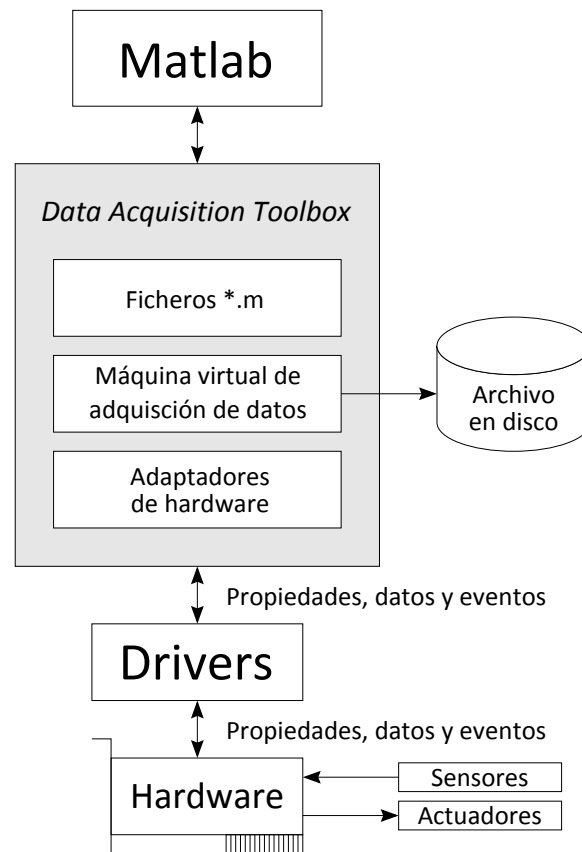 Matlab
Data Acquisition Toolbox
Ficheros *.m
Máquina virtual de
adquisción de datos
Archivo
en disco
Adaptadores
de hardware
Propiedades, datos y eventos
Drivers
Propiedades, datos y eventos
Hardware
Sensores
Actuadores